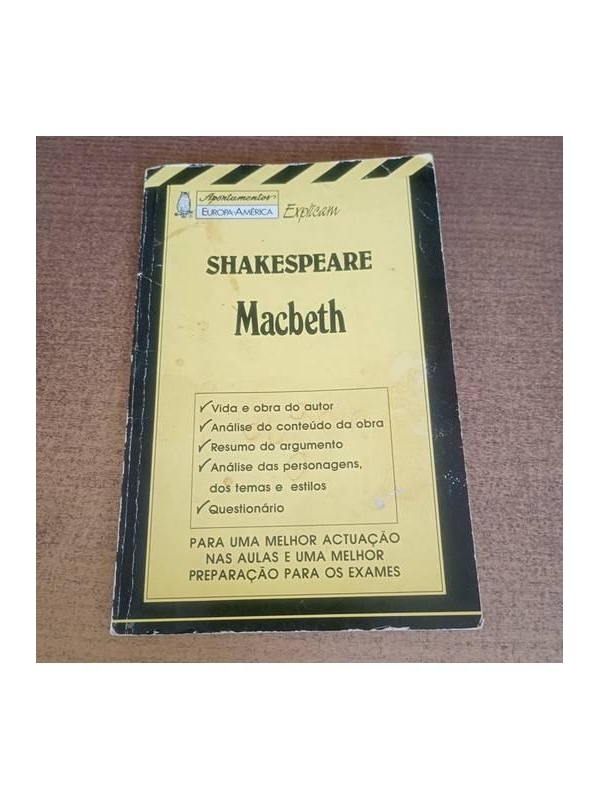 Apontamentos
EUROPA-AMÉRICA
Explicam
SHAKESPEARE
Macbeth
✓ Vida e obra do autor
✓ Análise do conteúdo da obra
✓ Resumo do argumento
✓ Análise das personagens,
dos temas e estilos
✓ Questionário
PARA UMA MELHOR ACTUAÇÃO
NAS AULAS E UMA MELHOR
PREPARAÇÃO PARA OS EXAMES